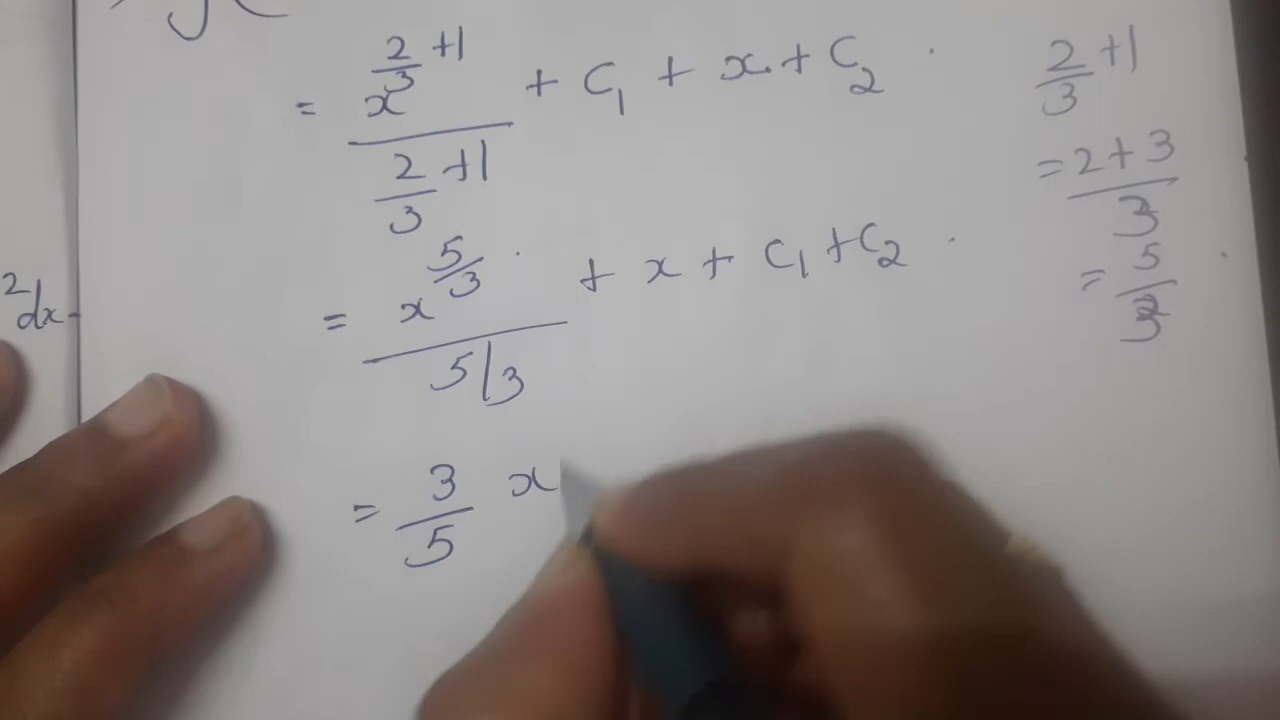 = x^(2/3 +1) / (2/3 +1) + C₁ + x + C₂
2/3 +1
= 2+3 / 3
= x^(5/3) / 5/3 + x + C₁ + C₂
= 5/3
²dx
= 3/5 x